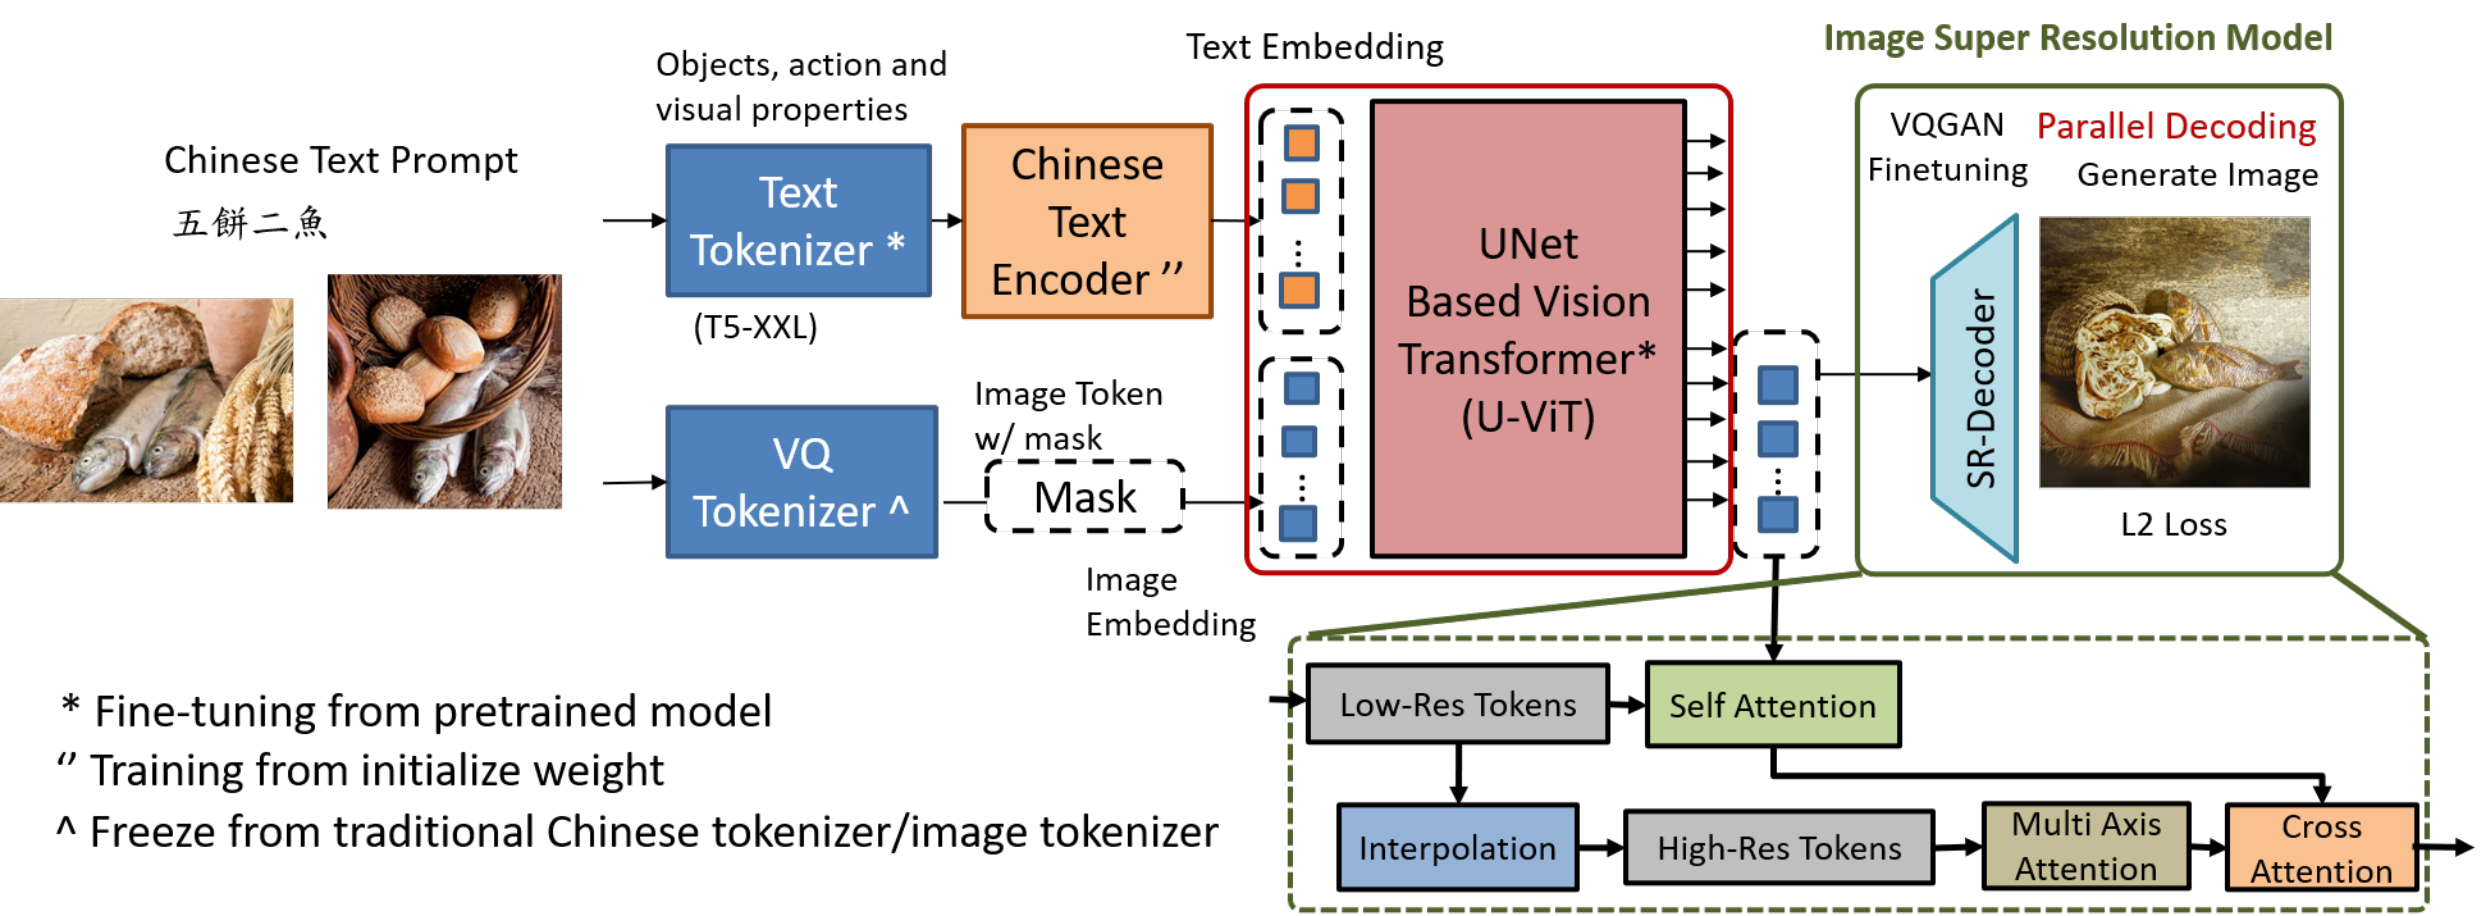 Text Embedding
Image Super Resolution Model
Objects, action and
visual properties
Chinese Text Prompt
五餅二魚
Text
Tokenizer *
(T5-XXL)
Chinese
Text
Encoder ’’
VQ
Tokenizer ^
Image Token
w/ mask
Mask
Image
Embedding
UNet
Based Vision
Transformer*
(U-ViT)
VQGAN
Finetuning
Parallel Decoding
Generate Image
SR-Decoder
L2 Loss
* Fine-tuning from pretrained model
‘’ Training from initialize weight
^ Freeze from traditional Chinese tokenizer/image tokenizer
Low-Res Tokens
Self Attention
Interpolation
High-Res Tokens
Multi Axis
Attention
Cross
Attention